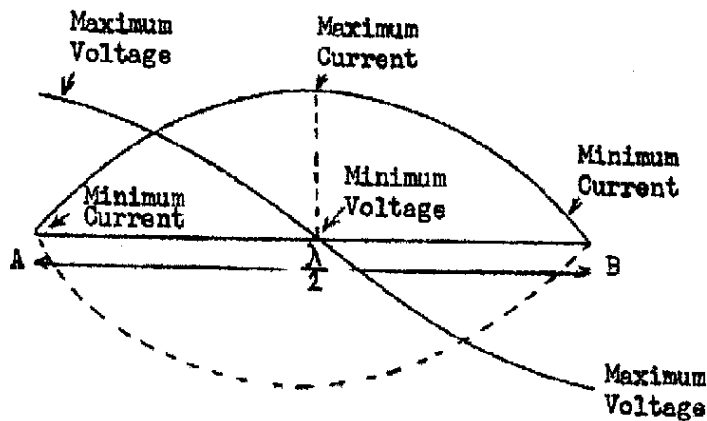 Maximum
Voltage
Maximum
Current
Minimum
Current
Minimum
Current
Minimum
Voltage
A
λ
2
B
Maximum
Voltage